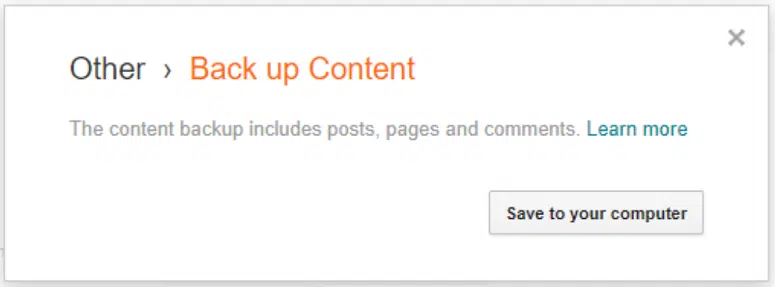 Other › Back up Content
The content backup includes posts, pages and comments. Learn more
Save to your computer